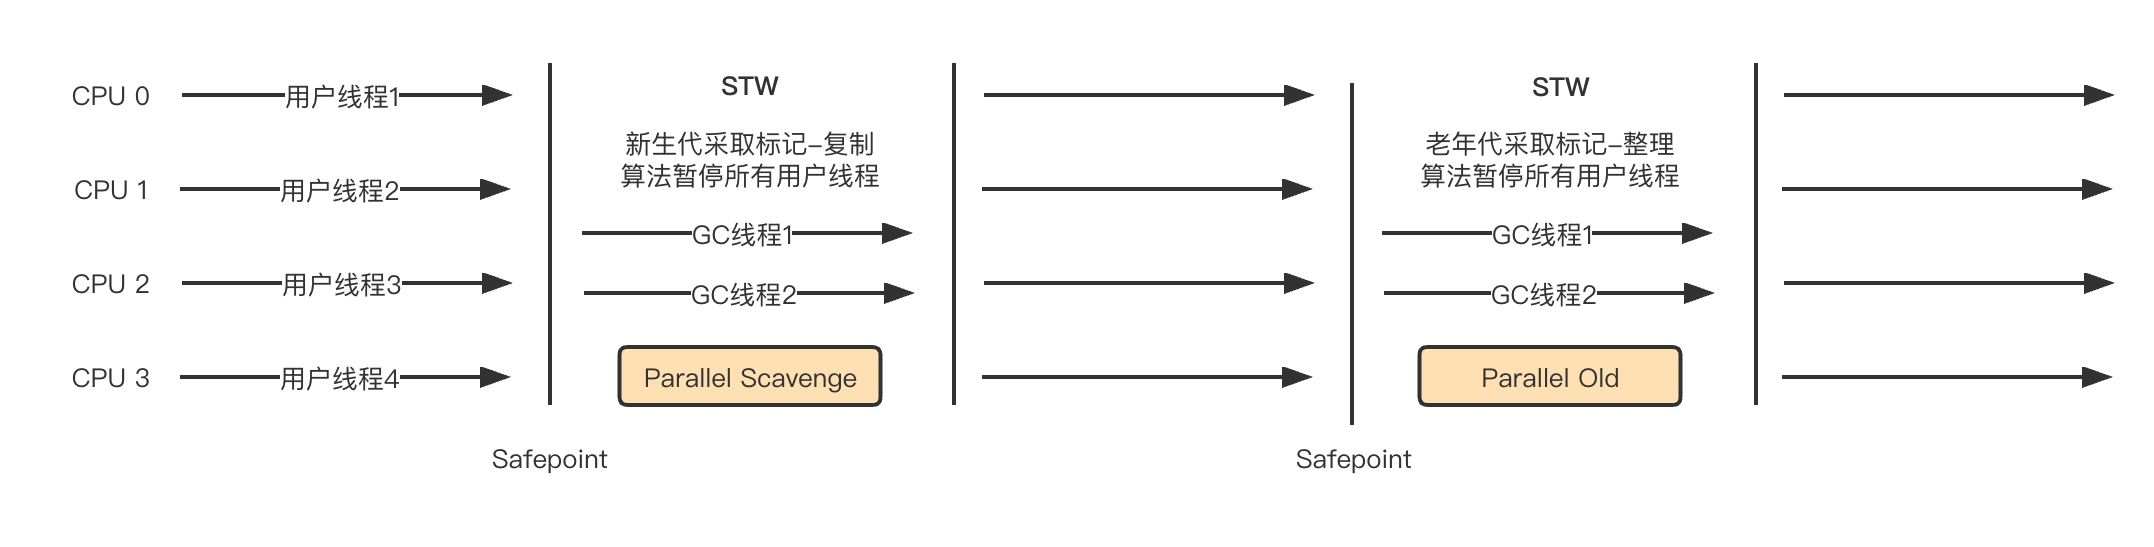 CPU 0
用户线程1
CPU 1
用户线程2
CPU 2
用户线程3
CPU 3
用户线程4
Safepoint
STW
新生代采取标记-复制
算法暂停所有用户线程
GC线程1
GC线程2
Parallel Scavenge
Safepoint
STW
老年代采取标记-整理
算法暂停所有用户线程
GC线程1
GC线程2
Parallel Old